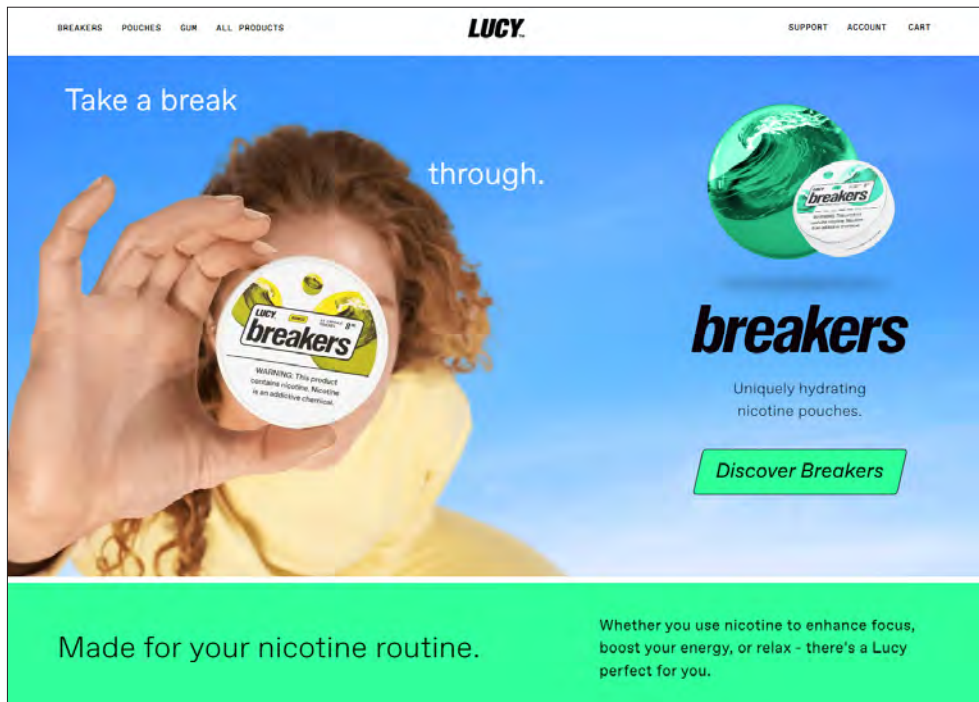 BREAKERS POUCHES GUM ALL PRODUCTS
LUCY.
SUPPORT ACCOUNT CART
Take a break
through.
LUCY.
breakers
8
WARNING: This product
contains nicotine. Nicotine
is an addictive chemical.
LUCY
breakers
breakers
Uniquely hydrating
nicotine pouches.
Discover Breakers
Made for your nicotine routine.
Whether you use nicotine to enhance focus,
boost your energy, or relax - there's a Lucy
perfect for you.